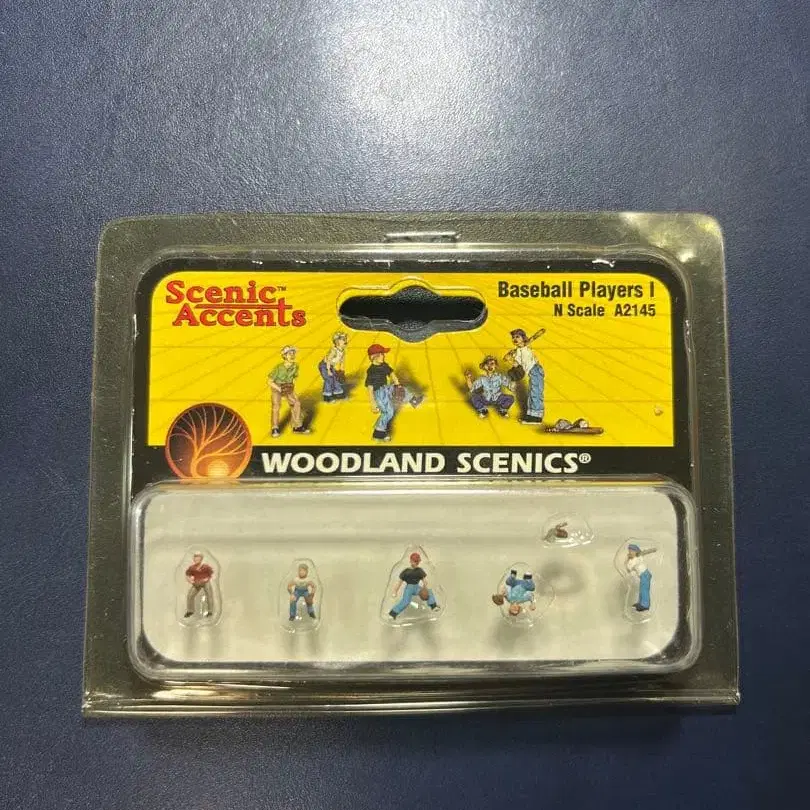 Scenic™
Accents
Baseball Players I
N Scale A2145
WOODLAND SCENICS®